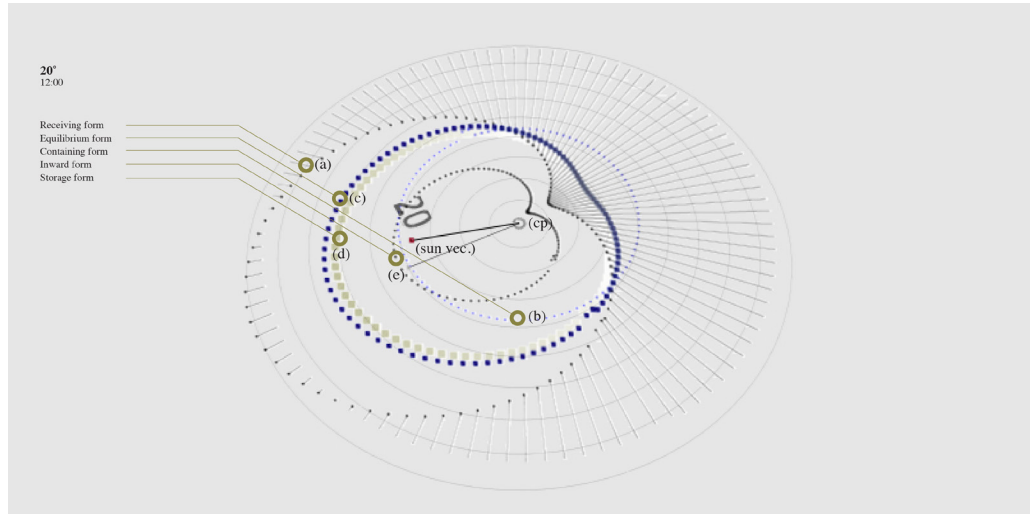 20°
12:00
Receiving form
Equilibrium form
Containing form
Inward form
Storage form
(a)
(c)
20
(cp)
(sun vec.)
(d)
(e)
(b)